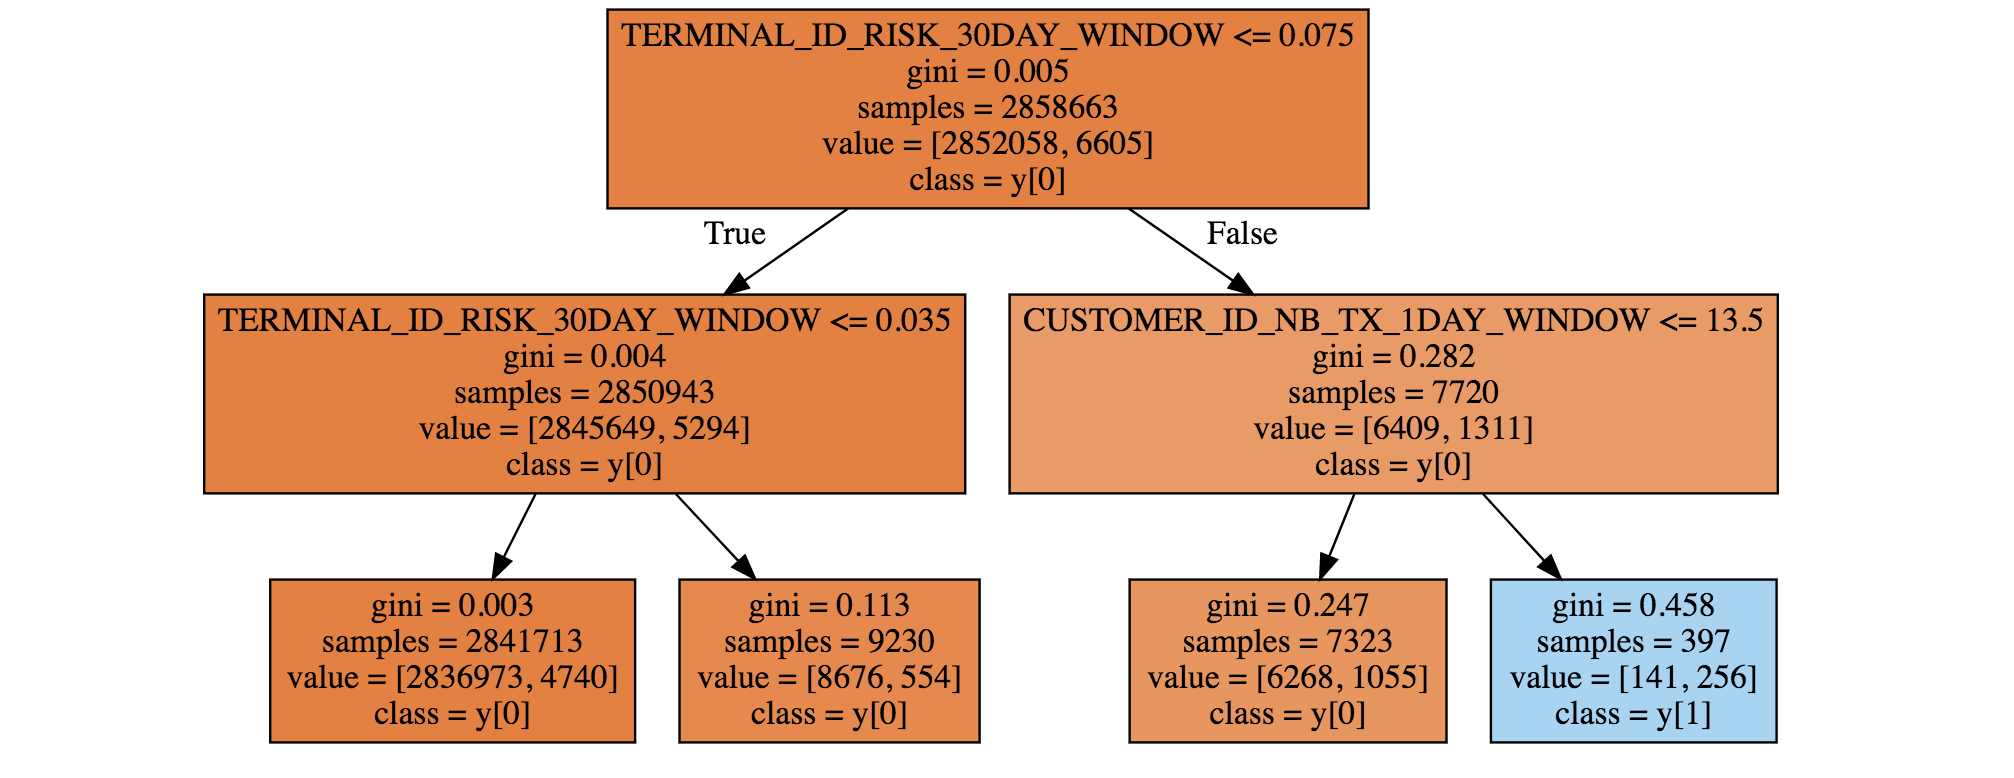 TERMINAL_ID_RISK_30DAY_WINDOW <= 0.075
gini = 0.005
samples = 2858663
value = [2852058, 6605]
class = y[0]
True
False
TERMINAL_ID_RISK_30DAY_WINDOW <= 0.035
gini = 0.004
samples = 2850943
value = [2845649, 5294]
class = y[0]
CUSTOMER_ID_NB_TX_1DAY_WINDOW <= 13.5
gini = 0.282
samples = 7720
value = [6409, 1311]
class = y[0]
gini = 0.003
samples = 2841713
value = [2836973, 4740]
class = y[0]
gini = 0.113
samples = 9230
value = [8676, 554]
class = y[0]
gini = 0.247
samples = 7323
value = [6268, 1055]
class = y[0]
gini = 0.458
samples = 397
value = [141, 256]
class = y[1]